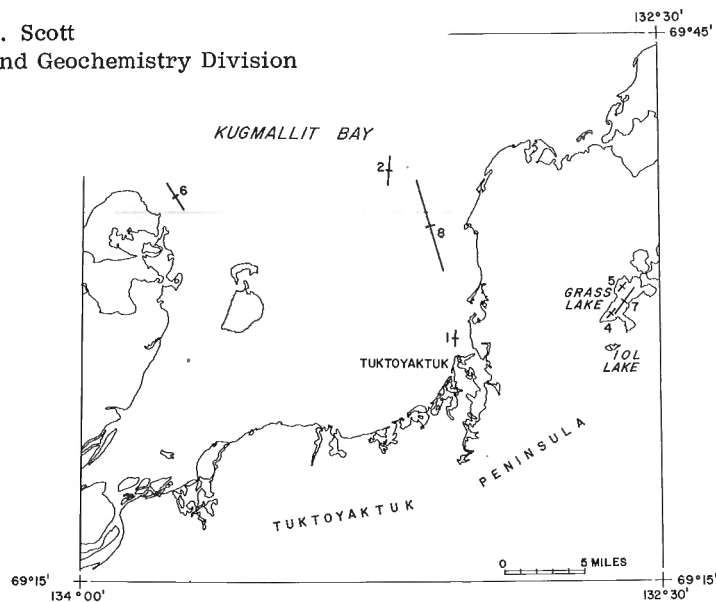 . Scott
nd Geochemistry Division
132°30'
69°45'
KUGMALLIT BAY
2
6
8
5
GRASS
LAKE
7
4
1
IOL
LAKE
TUKTOYAKTUK
PENINSULA
TUKTOYAKTUK
0 5 MILES
69°15'
69°15'
134°00'
132°30'